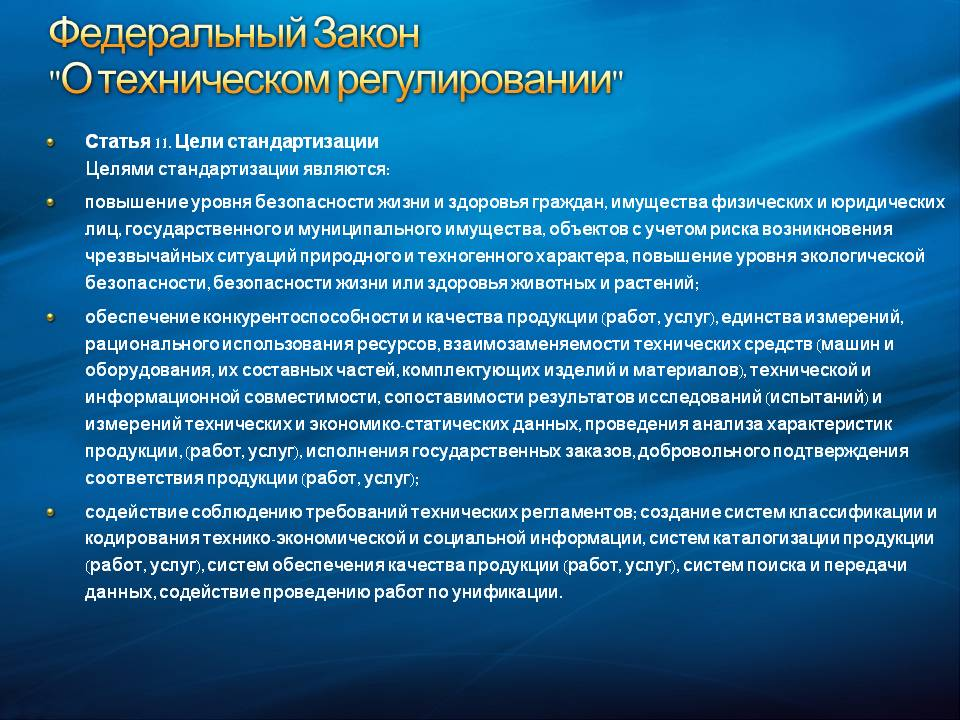 Федеральный Закон
"О техническом регулировании"
Статья 11. Цели стандартизации
Целями стандартизации являются:
повышение уровня безопасности жизни и здоровья граждан, имущества физических и юридических
лиц, государственного и муниципального имущества, объектов с учетом риска возникновения
чрезвычайных ситуаций природного и техногенного характера, повышение уровня экологической
безопасности, безопасности жизни или здоровья животных и растений;
обеспечение конкурентоспособности и качества продукции (работ, услуг), единства измерений,
рационального использования ресурсов, взаимозаменяемости технических средств (машин и
оборудования, их составных частей, комплектующих изделий и материалов), технической и
информационной совместимости, сопоставимости результатов исследований (испытаний) и
измерений технических и экономико-статических данных, проведения анализа характеристик
продукции, (работ, услуг), исполнения государственных заказов, добровольного подтверждения
соответствия продукции (работ, услуг);
содействие соблюдению требований технических регламентов; создание систем классификации и
кодирования технико-экономической и социальной информации, систем каталогизации продукции
(работ, услуг), систем обеспечения качества продукции (работ, услуг), систем поиска и передачи
данных, содействие проведению работ по унификации.